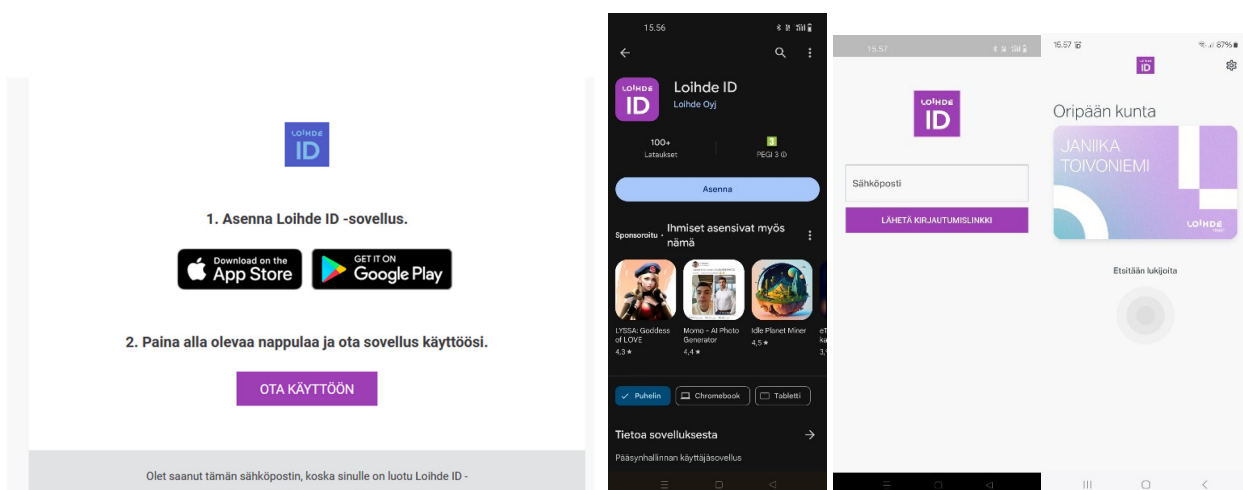 LOIHDE
ID
1. Asenna Loihde ID -sovellus.
Download on the
App Store
GET IT ON
Google Play
2. Paina alla olevaa nappulaa ja ota sovellus käyttöösi.
OTA KÄYTTÖÖN
Olet saanut tämän sähköpostin, koska sinulle on luotu Loihde ID -
15.56
LOIHDE
ID
Loihde ID
Loihde Oyj
100+
Lataukset
3
PEGI 3
Asenna
Sponsoroitu •
Ihmiset asensivat myös
nämä
LYSSA: Goddess
of LOVE
4,3 ★
Momo - AI Photo
Generator
4,4 ★
Idle Planet Miner
4,5 ★
Puhelin
Chromebook
Tabletti
Tietoa sovelluksesta
Pääsynhallinnan käyttäjäsovellus
15.57
LOIHDE
ID
Sähköposti
LÄHETÄ KIRJAUTUMISLINKKI
15.57
87%
ID
Oripään kunta
JANIIKA
TOIVONIEMI
LOIHDE
TRUST
Etsitään lukijoita